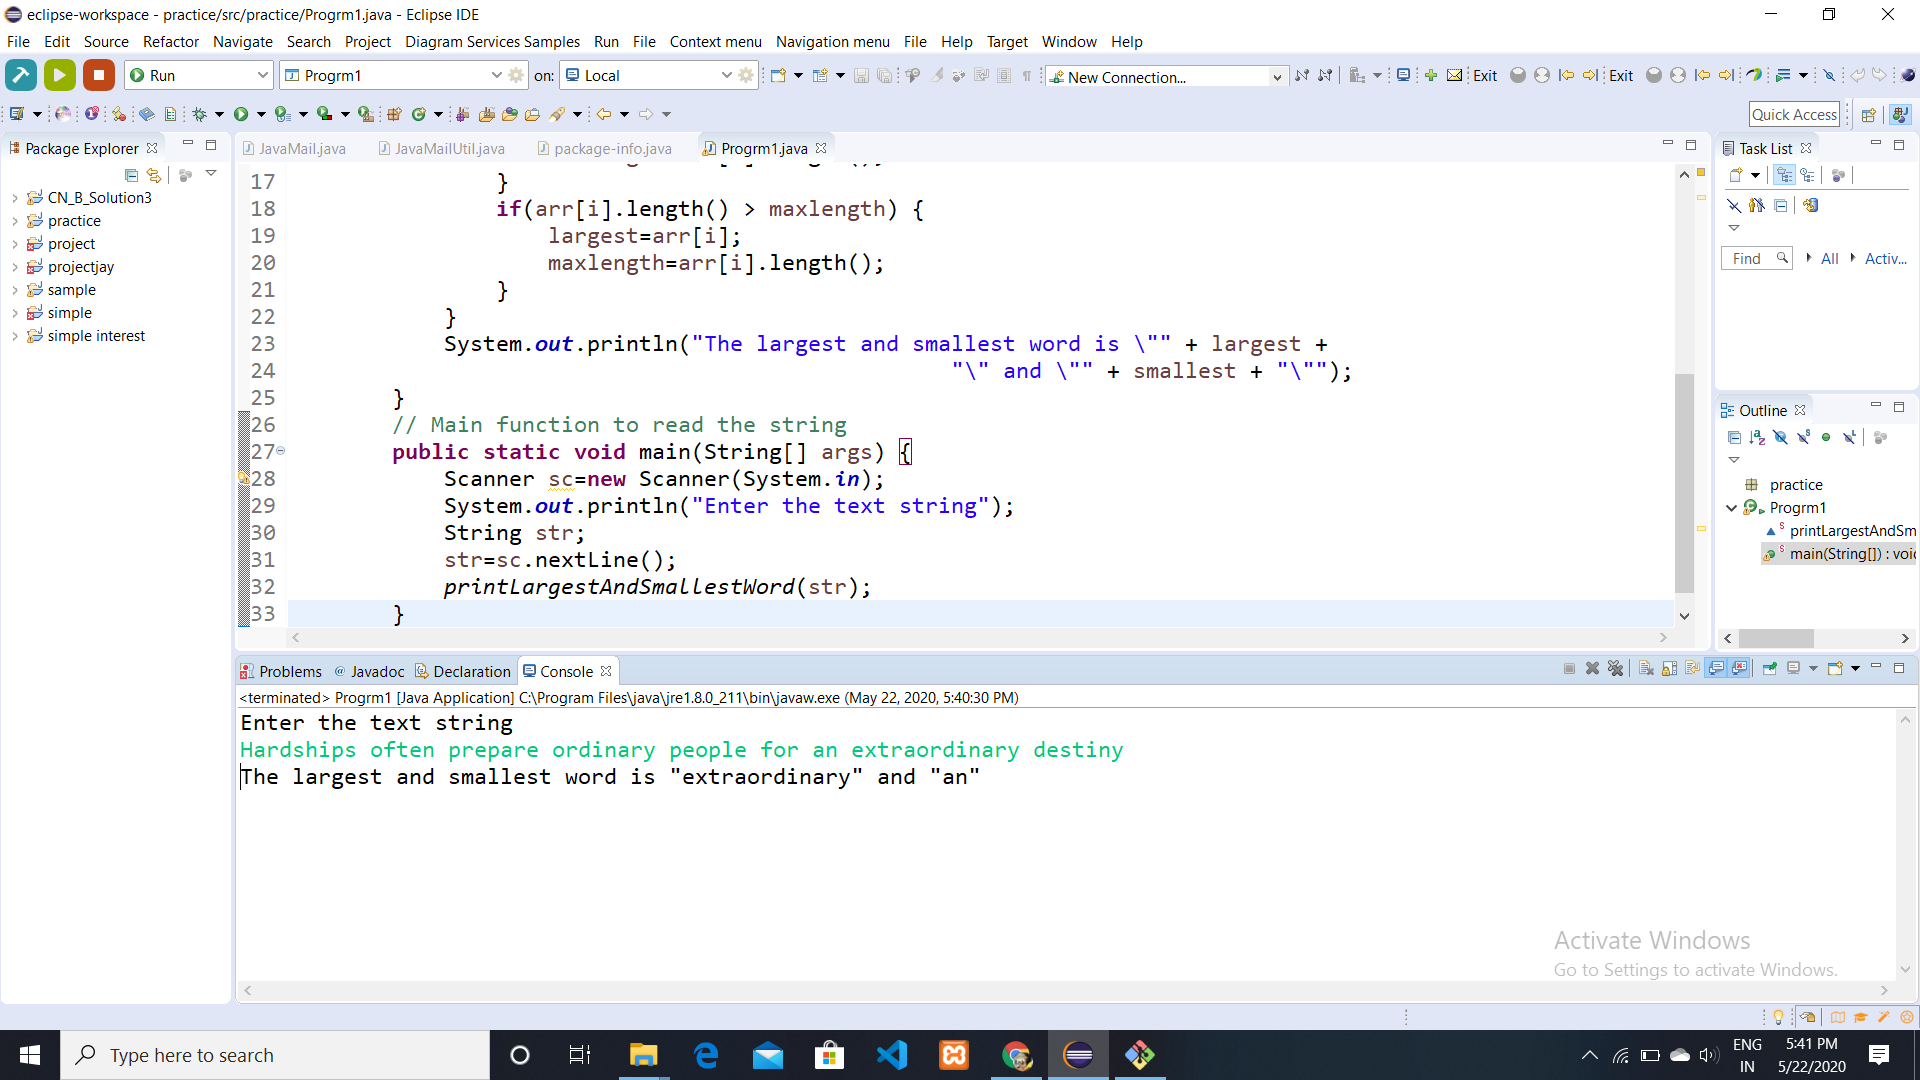 eclipse-workspace - practice/src/practice/Progrm1.java - Eclipse IDE
File Edit Source Refactor Navigate Search Project Diagram Services Samples Run File Context menu Navigation menu File Help Target Window Help
Run Progrm1 on: Local New Connection... Exit Exit
Quick Access
Package Explorer
CN_B_Solution3
practice
project
projectjay
sample
simple
simple interest
JavaMail.java JavaMailUtil.java package-info.java Progrm1.java
17 }
18 if(arr[i].length() > maxlength) {
19 largest=arr[i];
20 maxlength=arr[i].length();
21 }
22 }
23 System.out.println("The largest and smallest word is \"" + largest +
24 "\" and \"" + smallest + "\"");
25 }
26 // Main function to read the string
27 public static void main(String[] args) {
28 Scanner sc=new Scanner(System.in);
29 System.out.println("Enter the text string");
30 String str;
31 str=sc.nextLine();
32 printLargestAndSmallestWord(str);
33 }
Task List
Find All Activ...
Outline
practice
Progrm1
printLargestAndSm
main(String[]) : voi
Problems Javadoc Declaration Console
<terminated> Progrm1 [Java Application] C:\Program Files\java\jre1.8.0_211\bin\javaw.exe (May 22, 2020, 5:40:30 PM)
Enter the text string
Hardships often prepare ordinary people for an extraordinary destiny
The largest and smallest word is "extraordinary" and "an"
Activate Windows
Go to Settings to activate Windows.
Type here to search
ENG
IN
5:41 PM
5/22/2020